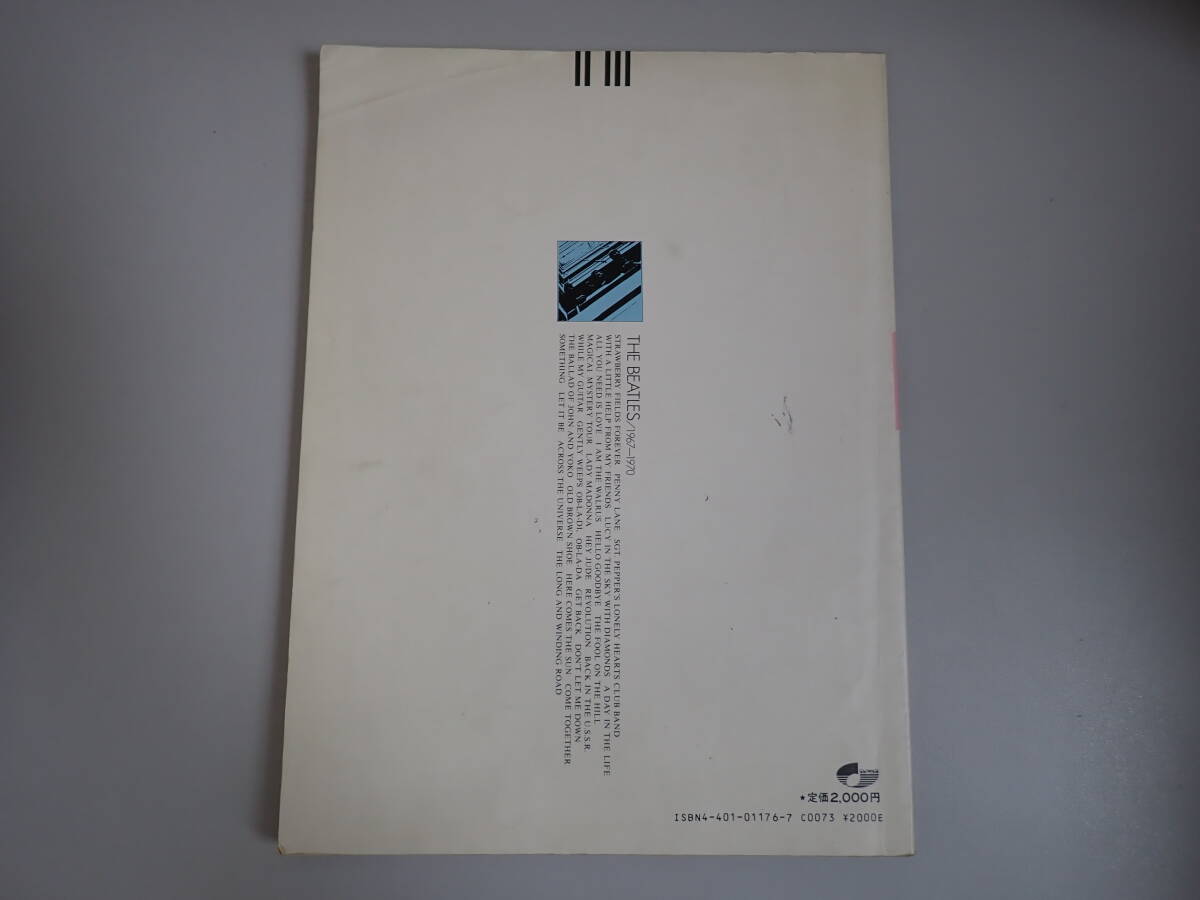 THE BEATLES/1967—1970
STRAWBERRY FIELDS FOREVER PENNY LANE SGT PEPPER'S LONELY HEARTS CLUB BAND
WITH A LITTLE HELP FROM MY FRIENDS LUCY IN THE SKY WITH DIAMONDS A DAY IN THE LIFE
ALL YOU NEED IS LOVE I AM THE WALRUS HELLO GOODBYE THE FOOL ON THE HILL
MAGICAL MYSTERY TOUR LADY MADONNA HEY JUDE REVOLUTION BACK IN THE U.S.S.R.
WHILE MY GUITAR GENTLY WEEPS OB-LA-DI, OB-LA-DA GET BACK DON'T LET ME DOWN
THE BALLAD OF JOHN AND YOKO OLD BROWN SHOE HERE COMES THE SUN COME TOGETHER
SOMETHING LET IT BE ACROSS THE UNIVERSE THE LONG AND WINDING ROAD
★定価2,000円
ISBN4-401-01176-7 C0073 ¥2000E